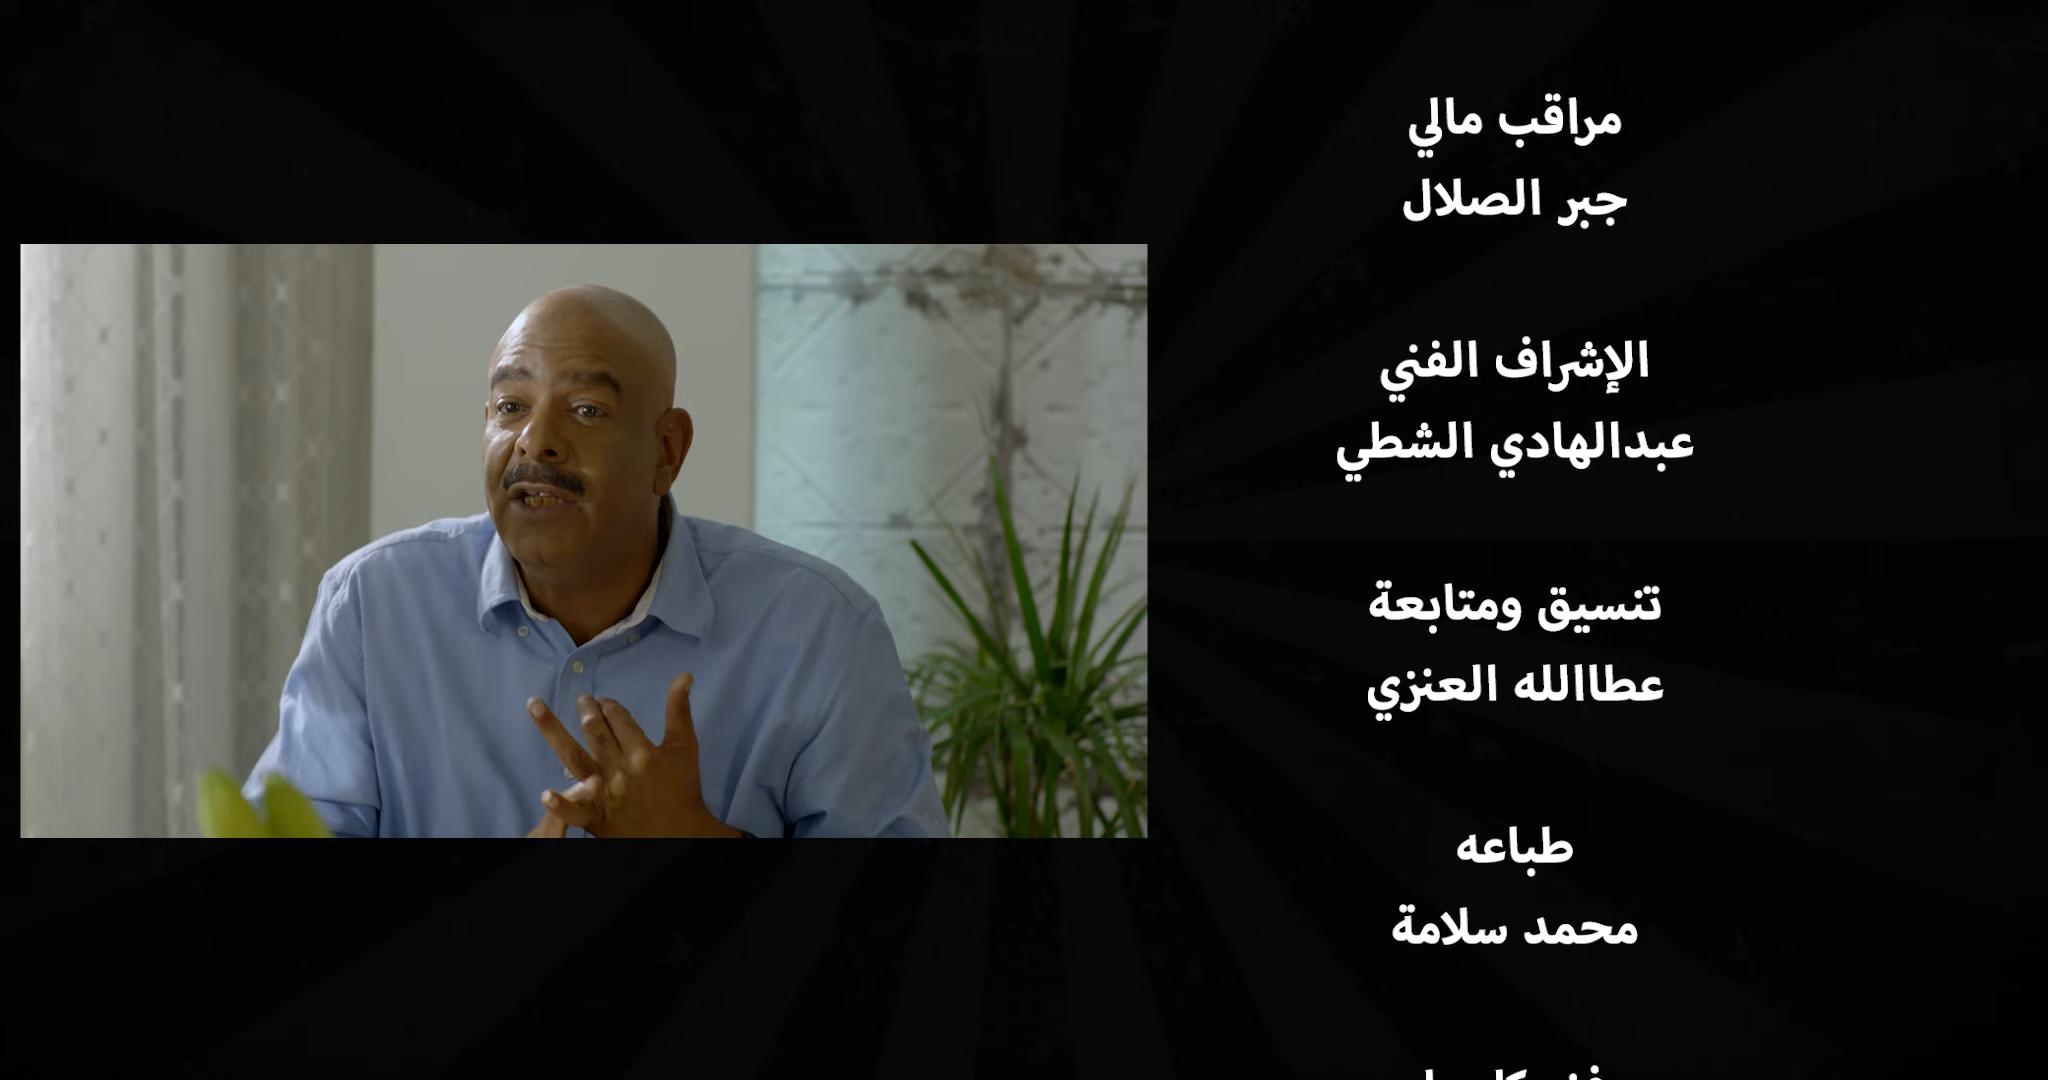 مراقب مالي
جبر الصلال
الإشراف الفني
عبدالهادي الشطي
تنسيق ومتابعة
عطاالله العنزي
طباعه
محمد سلامة